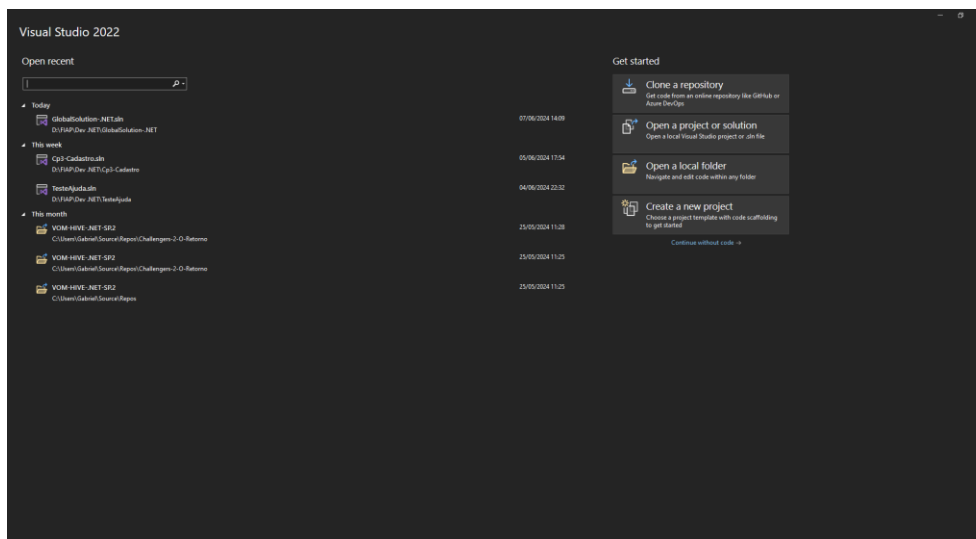 Visual Studio 2022
Open recent
Today
GlobalSolution-.NET.sln 07/06/2024 14:09
D:\FIAP\Dev .NET\GlobalSolution-.NET
This week
Cp3-Cadastro.sln 05/06/2024 17:54
D:\FIAP\Dev .NET\Cp3-Cadastro
TesteAjuda.sln 04/06/2024 22:32
D:\FIAP\Dev .NET\TesteAjuda
This month
VOM-HIVE-.NET-SP.2 25/05/2024 11:28
C:\Users\Gabriel\Source\Repos\Challengers-2-O-Retorno
VOM-HIVE-.NET-SP2 25/05/2024 11:25
C:\Users\Gabriel\Source\Repos\Challengers-2-O-Retorno
VOM-HIVE-.NET-SP.2 25/05/2024 11:25
C:\Users\Gabriel\Source\Repos
Get started
Clone a repository
Get code from an online repository like GitHub or
Azure DevOps
Open a project or solution
Open a local Visual Studio project or .sln file
Open a local folder
Navigate and edit code within any folder
Create a new project
Choose a project template with code scaffolding
to get started
Continue without code →